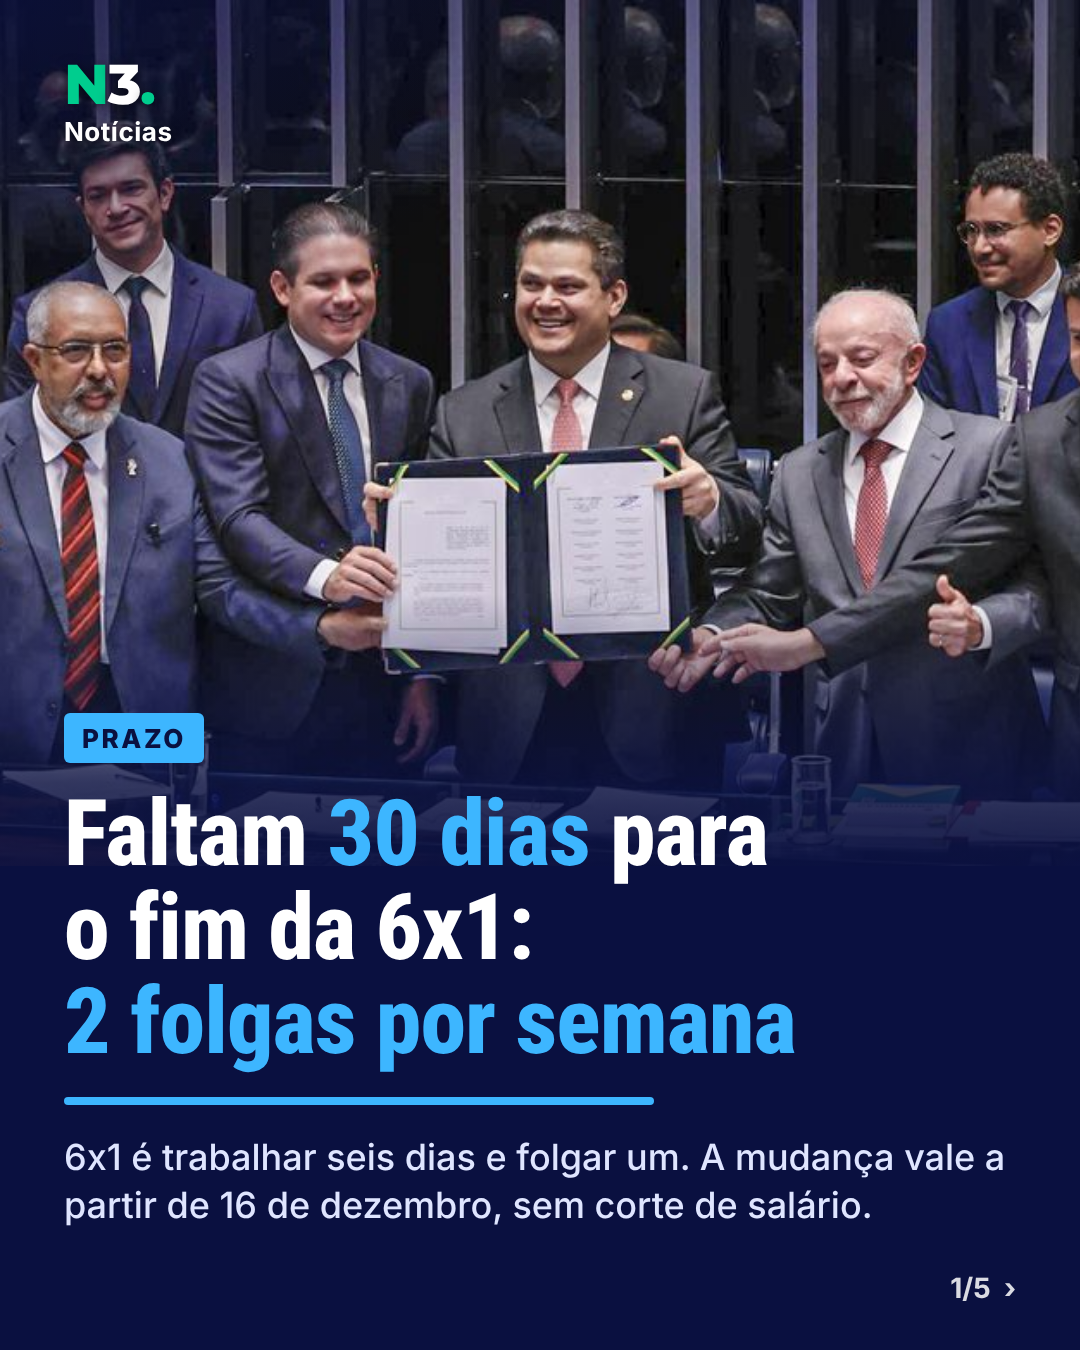 N3.
Notícias
PRAZO
Faltam 30 dias para
o fim da 6x1:
2 folgas por semana
6x1 é trabalhar seis dias e folgar um. A mudança vale a
partir de 16 de dezembro, sem corte de salário.
1/5 ›